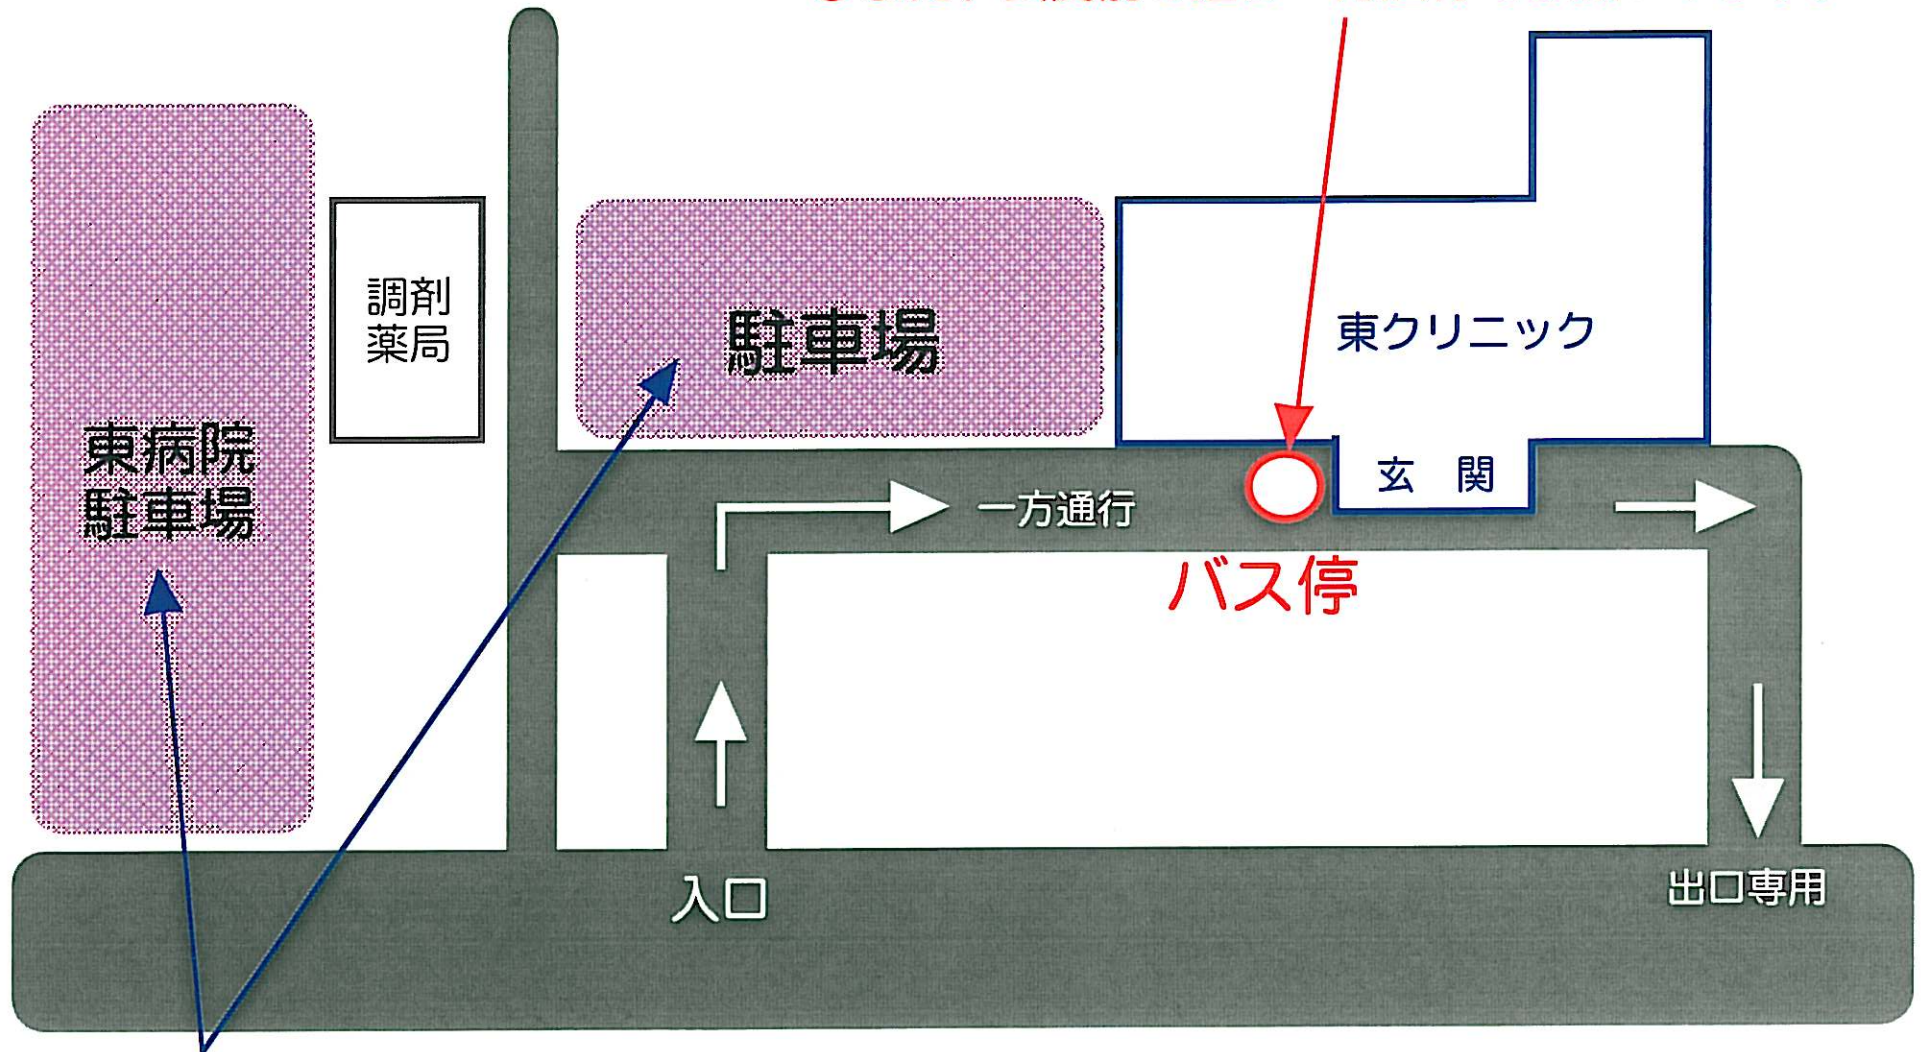 調剤
薬局
駐車場
東クリニック
東病院
駐車場
玄 関
一方通行
バス停
入口
出口専用